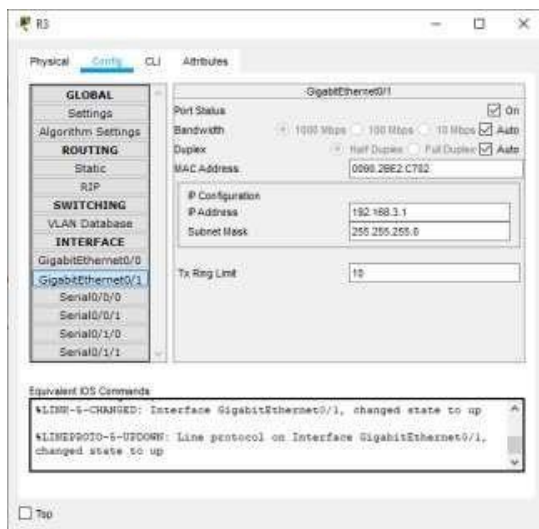 R3
Physical Config CLI Attributes
GLOBAL
Settings
Algorithm Settings
ROUTING
Static
RIP
SWITCHING
VLAN Database
INTERFACE
GigabitEthernet0/0
GigabitEthernet0/1
Serial0/0/0
Serial0/0/1
Serial0/1/0
Serial0/1/1
GigabitEthernet0/1
Port Status On
Bandwidth 1000 Mbps 100 Mbps 10 Mbps Auto
Duplex Half Duplex Full Duplex Auto
MAC Address 0090.2BE2.C702
IP Configuration
IP Address 192.168.3.1
Subnet Mask 255.255.255.0
Tx Ring Limit 10
Equivalent IOS Commands
%LINK-5-CHANGED: Interface GigabitEthernet0/1, changed state to up
%LINEPROTO-5-UPDOWN: Line protocol on Interface GigabitEthernet0/1,
changed state to up
Top